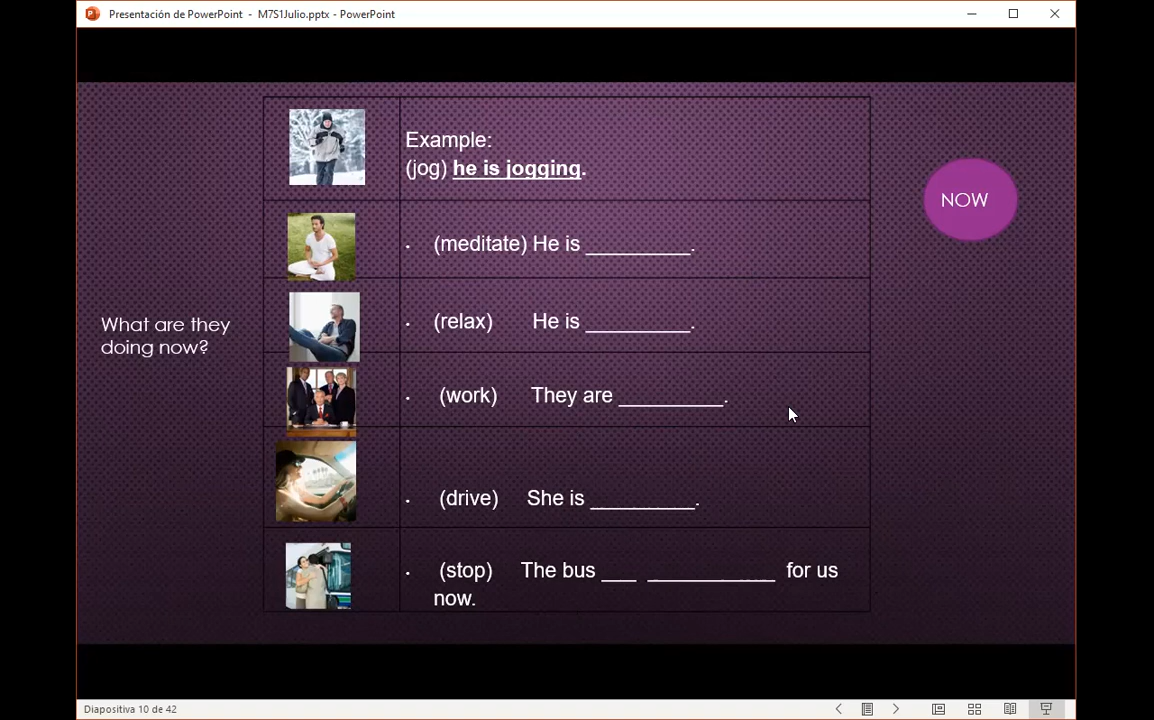 Presentación de PowerPoint - M7S1Julio.pptx - PowerPoint
Example:
(jog) he is jogging.
NOW
• (meditate) He is _________.
What are they
doing now?
• (relax) He is _________.
• (work) They are _________.
• (drive) She is _________.
• (stop) The bus ___ ___________ for us
now.
Diapositiva 10 de 42